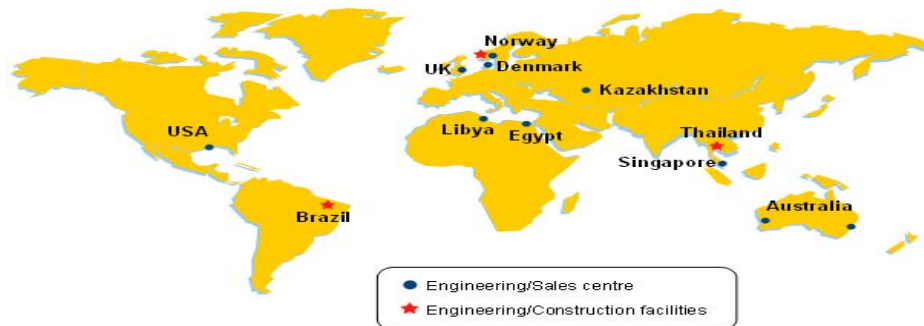 Norway
UK
Denmark
Kazakhstan
USA
Libya
Egypt
Thailand
Singapore
Brazil
Australia
Engineering/Sales centre
Engineering/Construction facilities